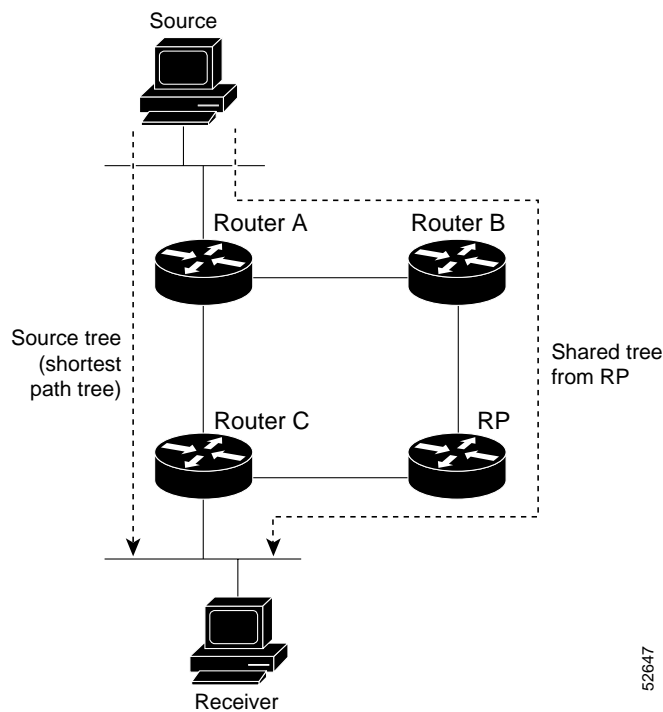 Source
Router A
Router B
Source tree
(shortest
path tree)
Shared tree
from RP
Router C
RP
Receiver
52647